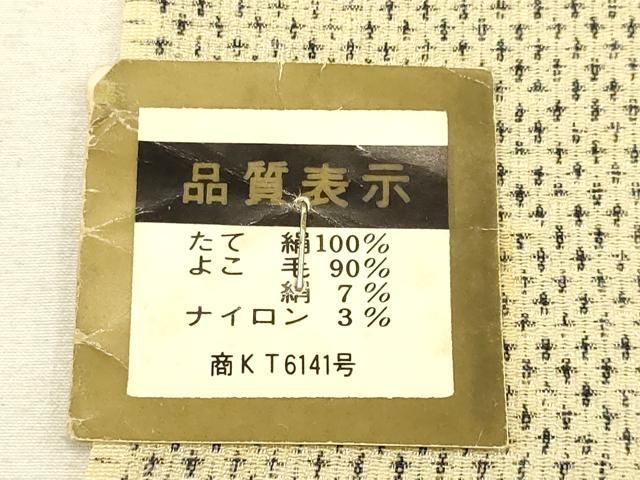 品質表示
たて 絹100%
よこ 毛 90%
絹 7%
ナイロン 3%
商KT6141号